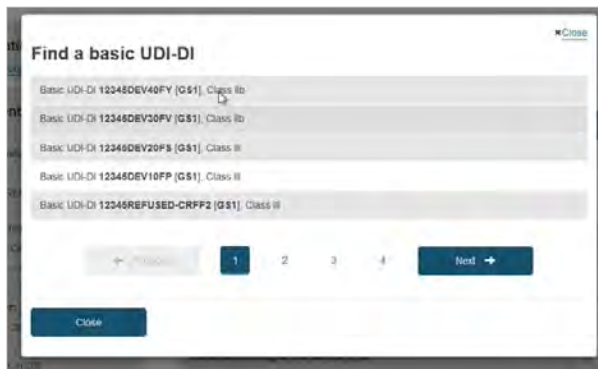 Close
Find a basic UDI-DI
Basic UDI-DI 12345DEV40FY [GS1], Class IIb
Basic UDI-DI 12345DEV30FV [GS1], Class IIb
Basic UDI-DI 12345DEV20FS [GS1], Class III
Basic UDI-DI 12345DEV10FP [GS1], Class III
Basic UDI-DI 12345REFUSED-CRFF2 [GS1], Class III
← Previous 1 2 3 4 Next →
Close